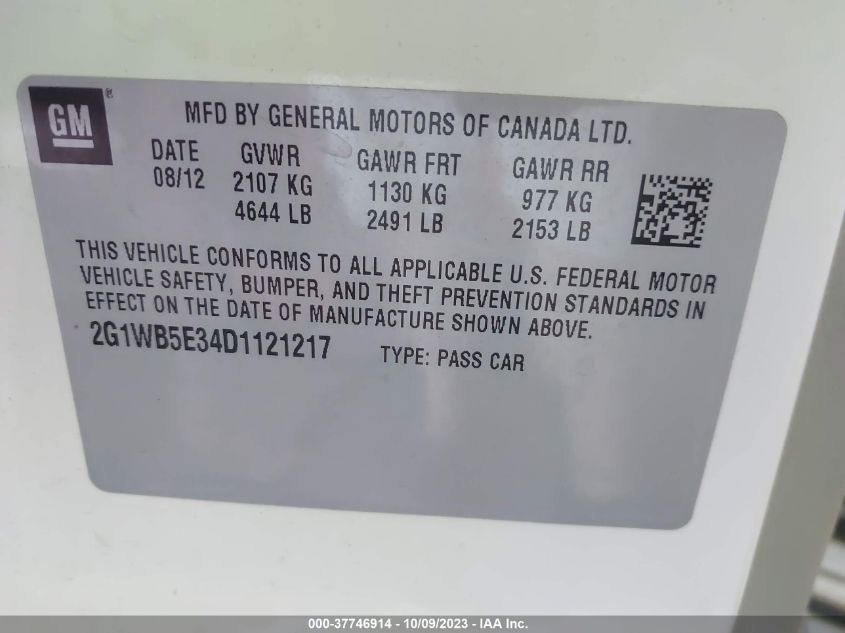 GM®
MFD BY GENERAL MOTORS OF CANADA LTD.
DATE GVWR GAWR FRT GAWR RR
08/12 2107 KG 1130 KG 977 KG
4644 LB 2491 LB 2153 LB
THIS VEHICLE CONFORMS TO ALL APPLICABLE U.S. FEDERAL MOTOR
VEHICLE SAFETY, BUMPER, AND THEFT PREVENTION STANDARDS IN
EFFECT ON THE DATE OF MANUFACTURE SHOWN ABOVE.
2G1WB5E34D1121217 TYPE: PASS CAR
000-37746914 - 10/09/2023 - IAA Inc.